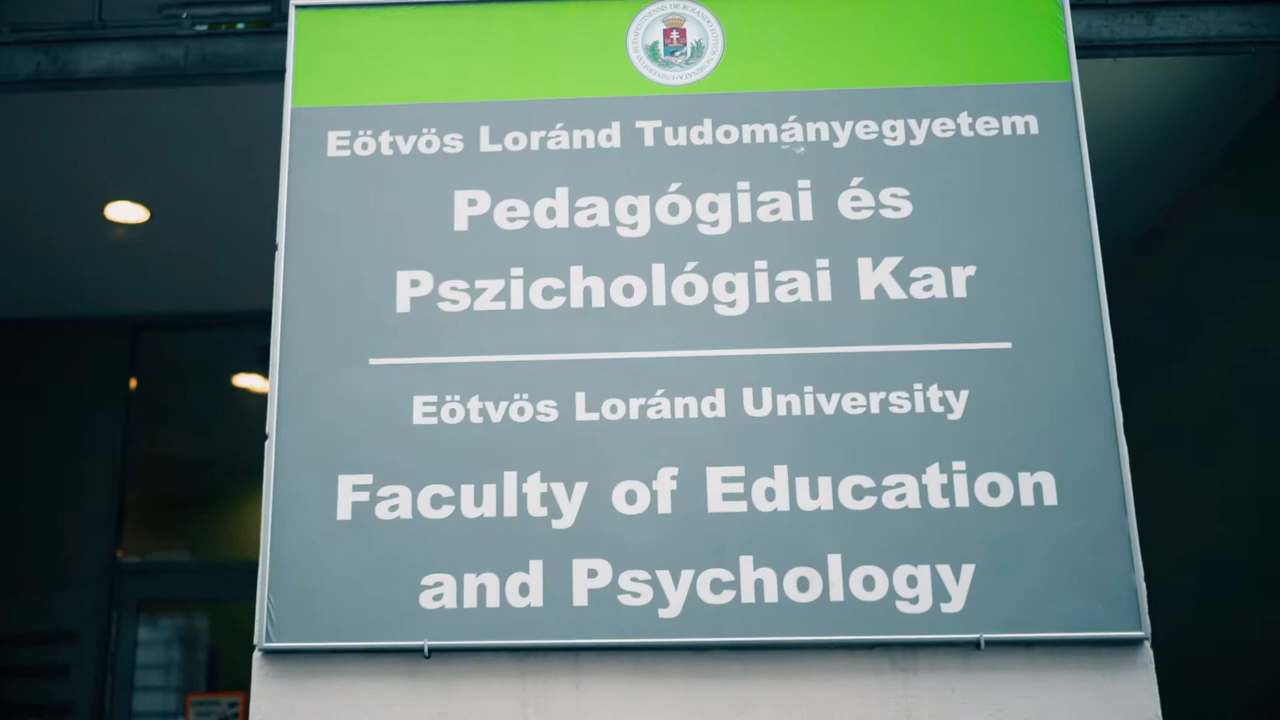 Eötvös Loránd Tudományegyetem
Pedagógiai és
Pszichológiai Kar
Eötvös Loránd University
Faculty of Education
and Psychology